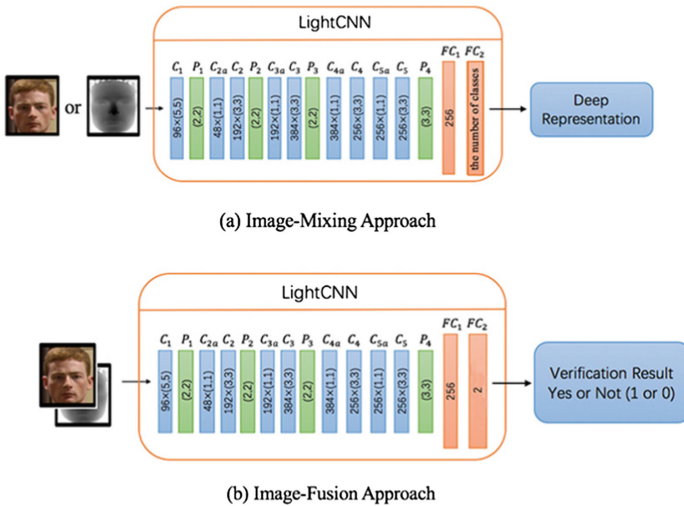 LightCNN
C₁ P₁ C₂ₐ C₂ P₂ C₃ₐ C₃ P₃ C₄ₐ C₄ C₅ₐ C₅ P₄ FC₁ FC₂
or
96×(5,5)
(2,2)
48×(1,1)
192×(3,3)
(2,2)
192×(1,1)
384×(3,3)
(2,2)
384×(1,1)
256×(3,3)
256×(1,1)
256×(3,3)
(3,3)
256
the number of classes
Deep
Representation
(a) Image-Mixing Approach
LightCNN
C₁ P₁ C₂ₐ C₂ P₂ C₃ₐ C₃ P₃ C₄ₐ C₄ C₅ₐ C₅ P₄ FC₁ FC₂
96×(5,5)
(2,2)
48×(1,1)
192×(3,3)
(2,2)
192×(1,1)
384×(3,3)
(2,2)
384×(1,1)
256×(3,3)
256×(1,1)
256×(3,3)
(3,3)
256
2
Verification Result
Yes or Not (1 or 0)
(b) Image-Fusion Approach